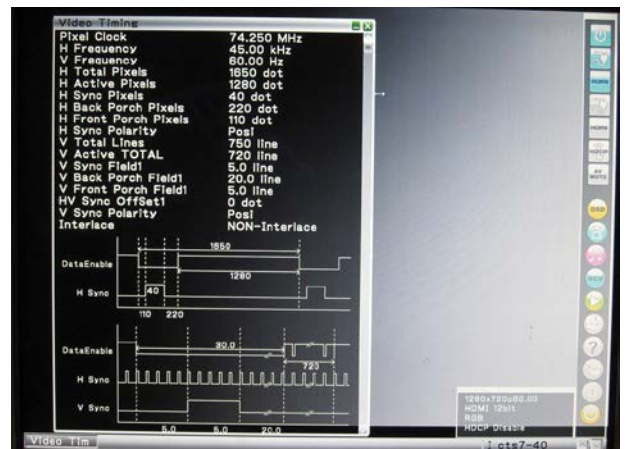 Video Timing
Pixel Clock 74.250 MHz
H Frequency 45.00 kHz
V Frequency 60.00 Hz
H Total Pixels 1650 dot
H Active Pixels 1280 dot
H Sync Pixels 40 dot
H Back Porch Pixels 220 dot
H Front Porch Pixels 110 dot
H Sync Polarity Posi
V Total Lines 750 line
V Active TOTAL 720 line
V Sync Field1 5.0 line
V Back Porch Field1 20.0 line
V Front Porch Field1 5.0 line
HV Sync OffSet1 0 dot
V Sync Polarity Posi
Interlace NON-Interlace
1650
DataEnable
1280
H Sync 40
110 220
DataEnable 30.0
720
H Sync
V Sync
5.0 5.0 20.0
HDMI
HDCP
AV MUTE
OSD
?
1280x720p60.00
HDMI 12bit
RGB
HDCP Disable
Video Tim
cts7-40